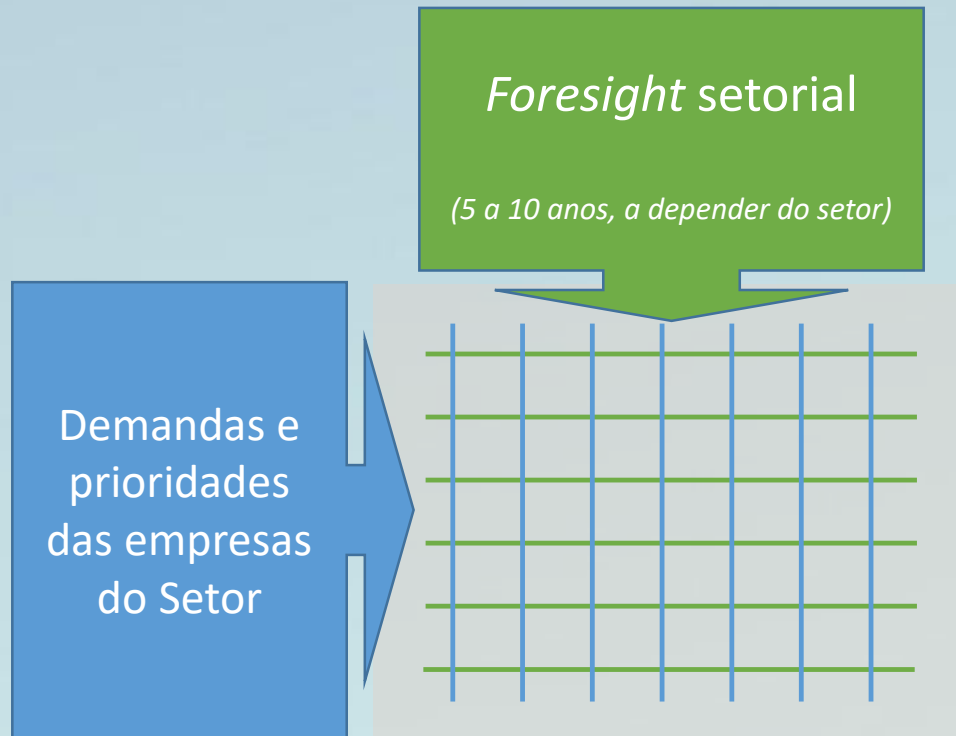 Foresight setorial
(5 a 10 anos, a depender do setor)
Demandas e
prioridades
das empresas
do Setor